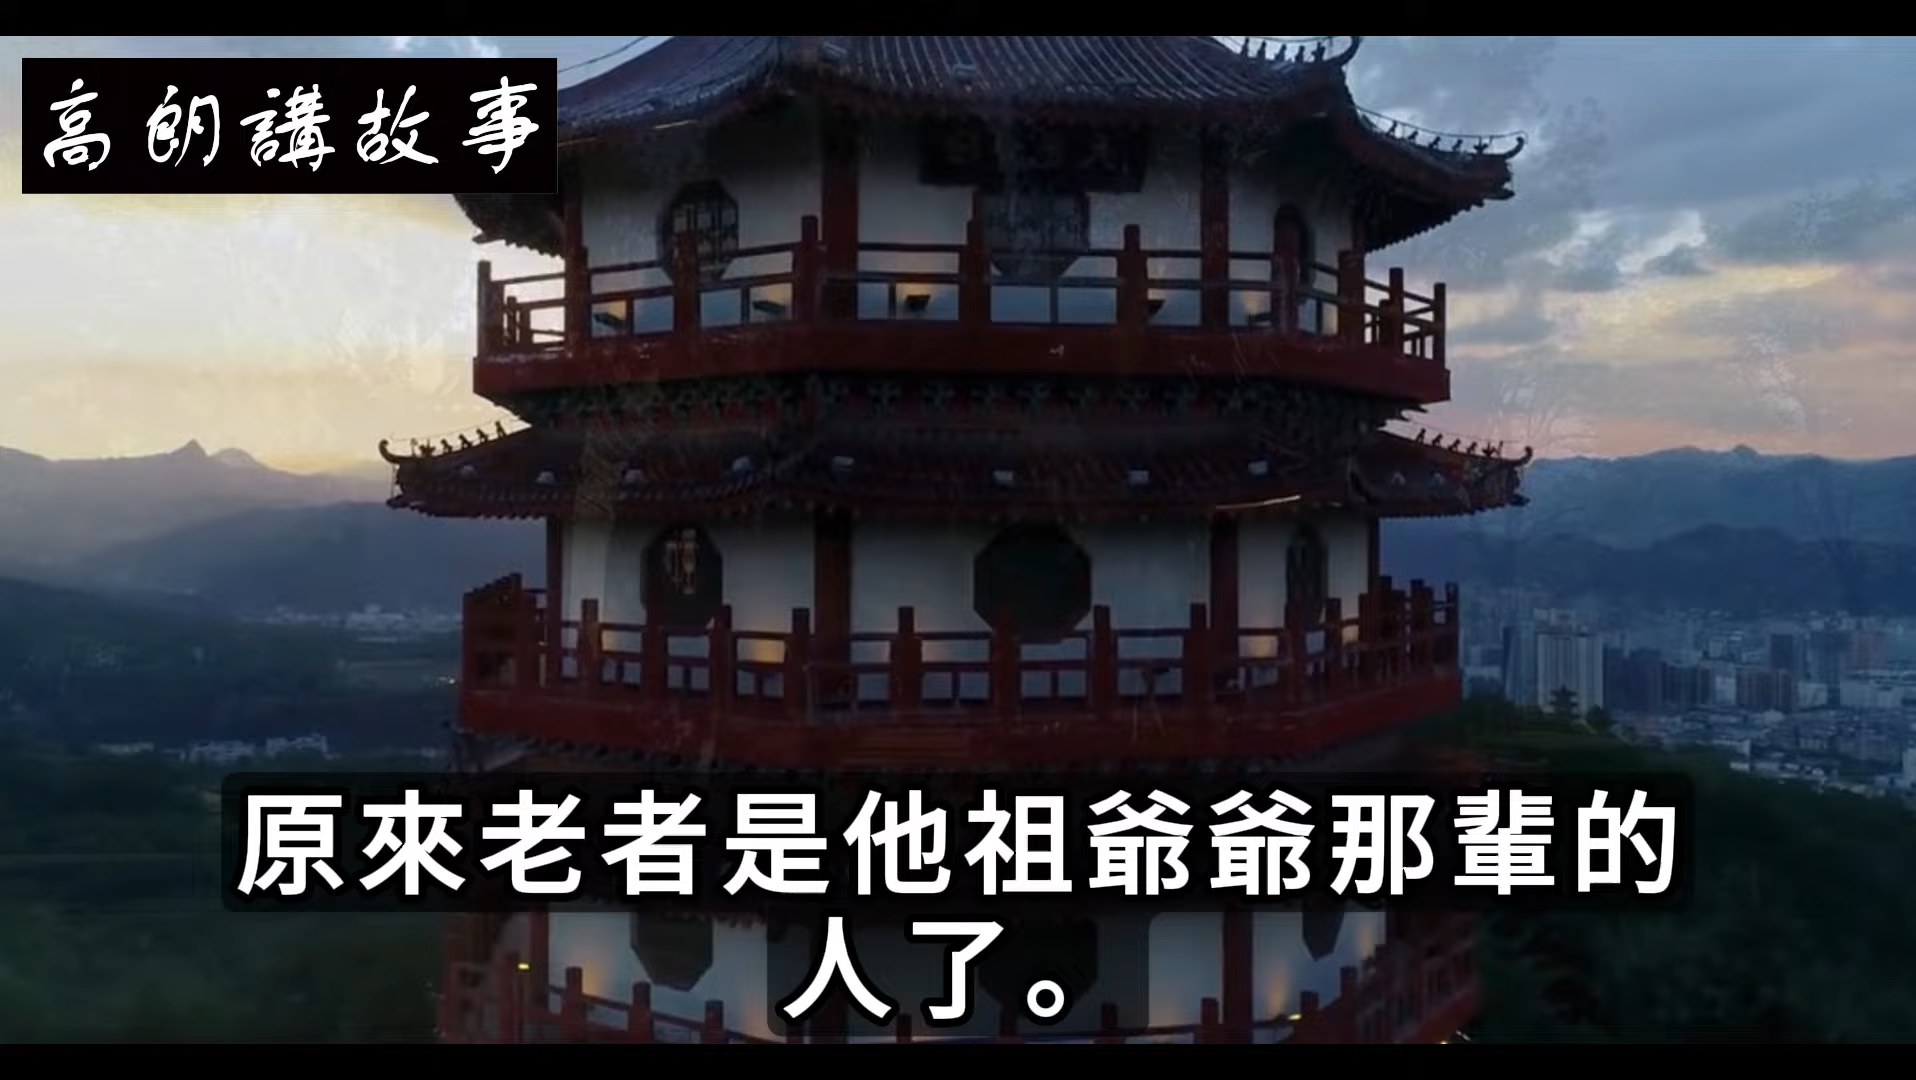 高朗講故事
原來老者是他祖爺爺那輩的
人了。